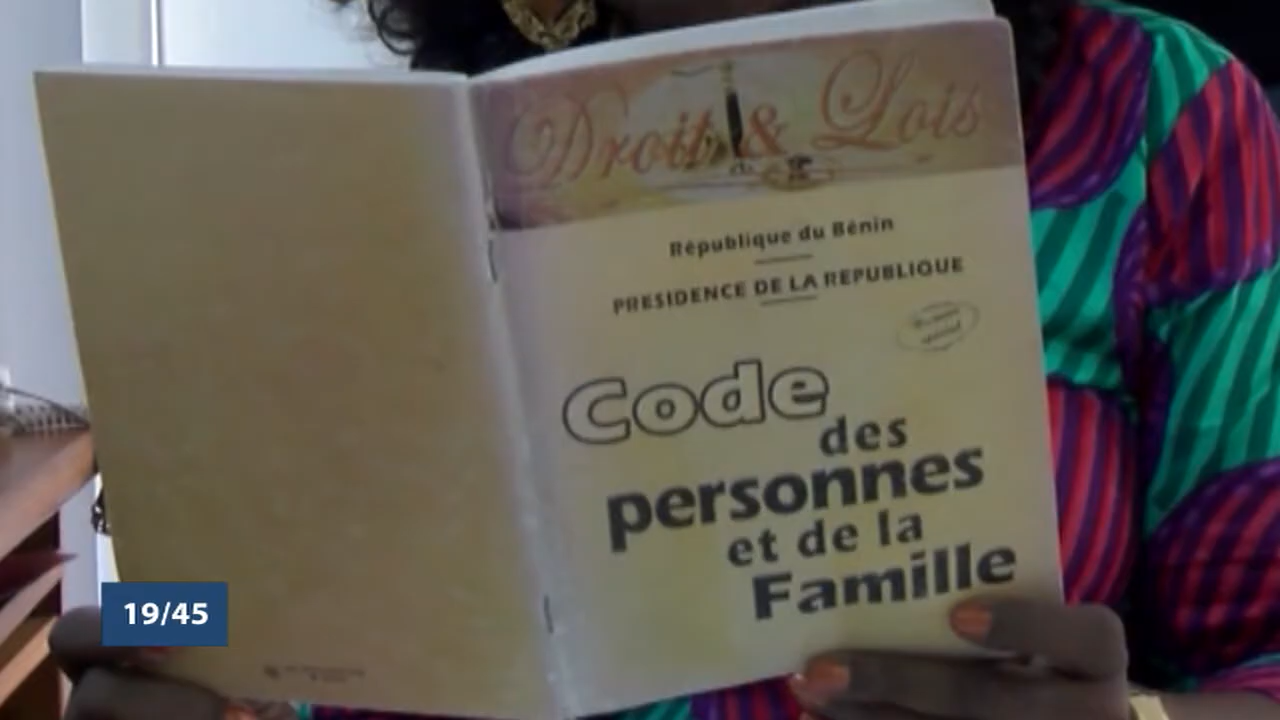 Droit & Lois
République du Bénin
PRESIDENCE DE LA REPUBLIQUE
Code
des
personnes
et de la
Famille
19/45